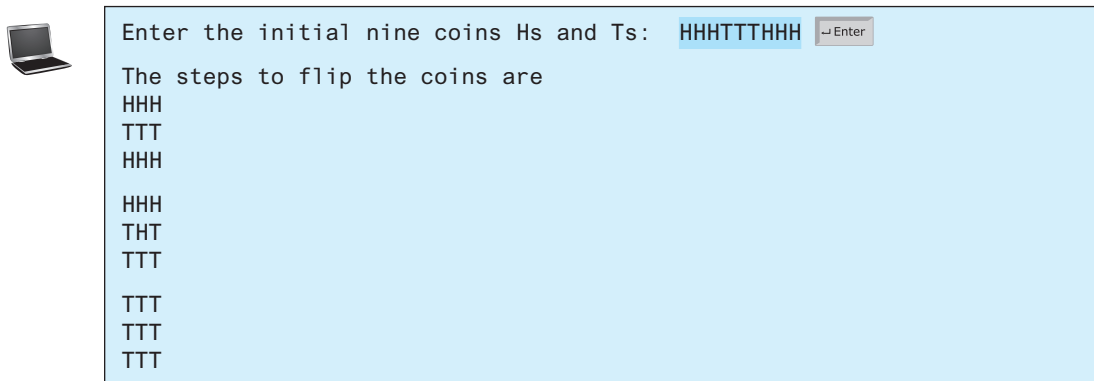 Enter the initial nine coins Hs and Ts: HHHTTTHHH ↵Enter
The steps to flip the coins are
HHH
TTT
HHH
HHH
THT
TTT
TTT
TTT
TTT